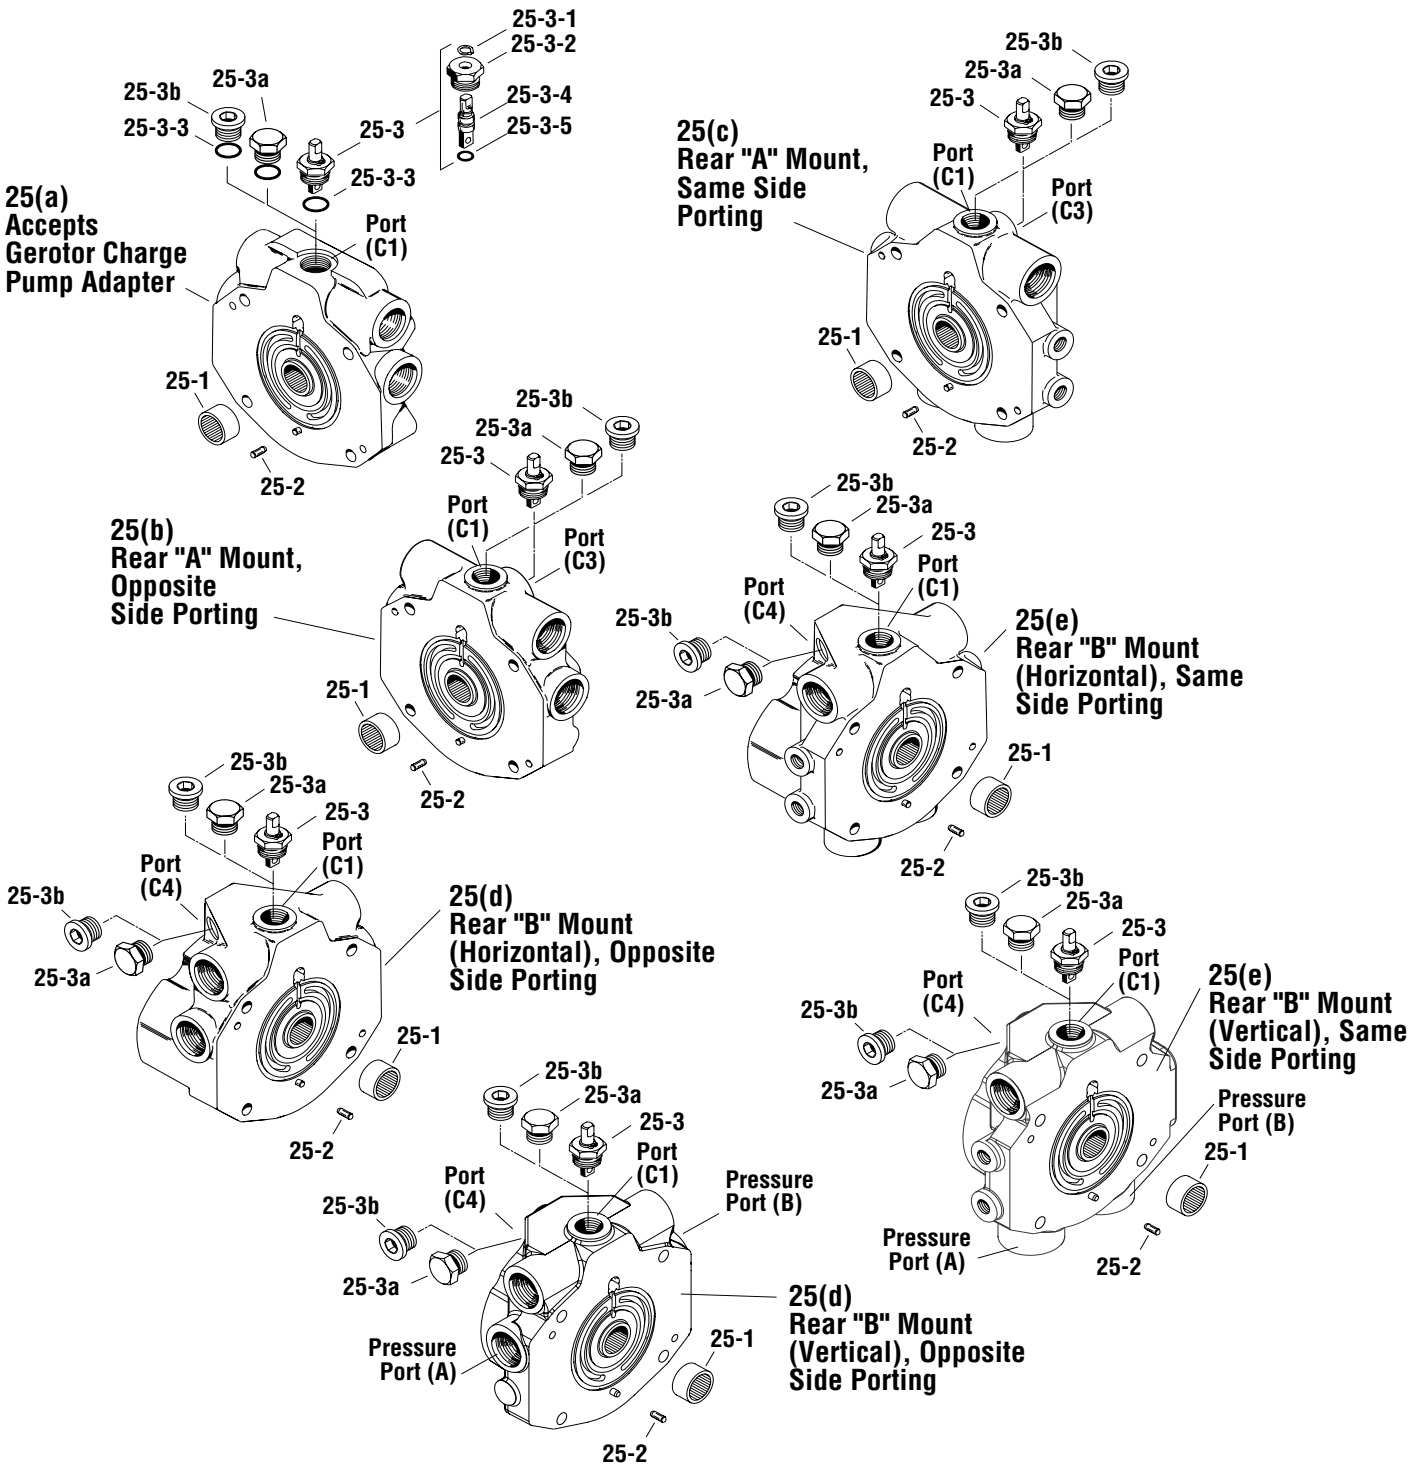 25-3-1
25-3-2
25-3-4
25-3-5
25-3
25-3a
25-3b
25-3-3
25-3-3
25(a)
Accepts
Gerotor Charge
Pump Adapter
Port
(C1)
25-1
25-2
25-3b
25-3a
25-3
25(c)
Rear "A" Mount,
Same Side
Porting
Port
(C1)
Port
(C3)
25-1
25-2
25-3b
25-3a
25-3
25(b)
Rear "A" Mount,
Opposite
Side Porting
Port
(C1)
Port
(C3)
25-1
25-2
25-3b
25-3a
25-3
Port
(C1)
Port
(C4)
25-3b
25-3a
25(e)
Rear "B" Mount
(Horizontal), Same
Side Porting
25-1
25-2
25-3b
25-3a
25-3
Port
(C1)
Port
(C4)
25-3b
25-3a
25(d)
Rear "B" Mount
(Horizontal), Opposite
Side Porting
25-1
25-2
25-3b
25-3a
25-3
Port
(C1)
Port
(C4)
25-3b
25-3a
25(e)
Rear "B" Mount
(Vertical), Same
Side Porting
Pressure
Port (B)
25-1
Pressure
Port (A)
25-2
25-3b
25-3a
25-3
Port
(C1)
Port
(C4)
25-3b
25-3a
Pressure
Port (B)
Pressure
Port (A)
25(d)
Rear "B" Mount
(Vertical), Opposite
Side Porting
25-1
25-2